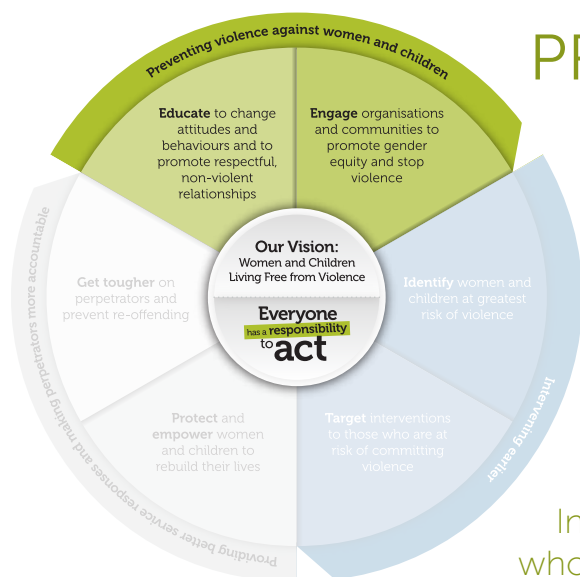 Preventing violence against women and children
PR
Educate to change
attitudes and
behaviours and to
promote respectful,
non-violent
relationships
Engage organisations
and communities to
promote gender
equity and stop
violence
Our Vision:
Women and Children
Living Free from Violence
Everyone
has a responsibility
to act
Get tougher on
perpetrators and
prevent re-offending
Identify women and
children at greatest
risk of violence
Protect and
empower women
and children to
rebuild their lives
Target interventions
to those who are at
risk of committing
violence
Intervening earlier
Providing better service responses and making perpetrators more accountable
In
who